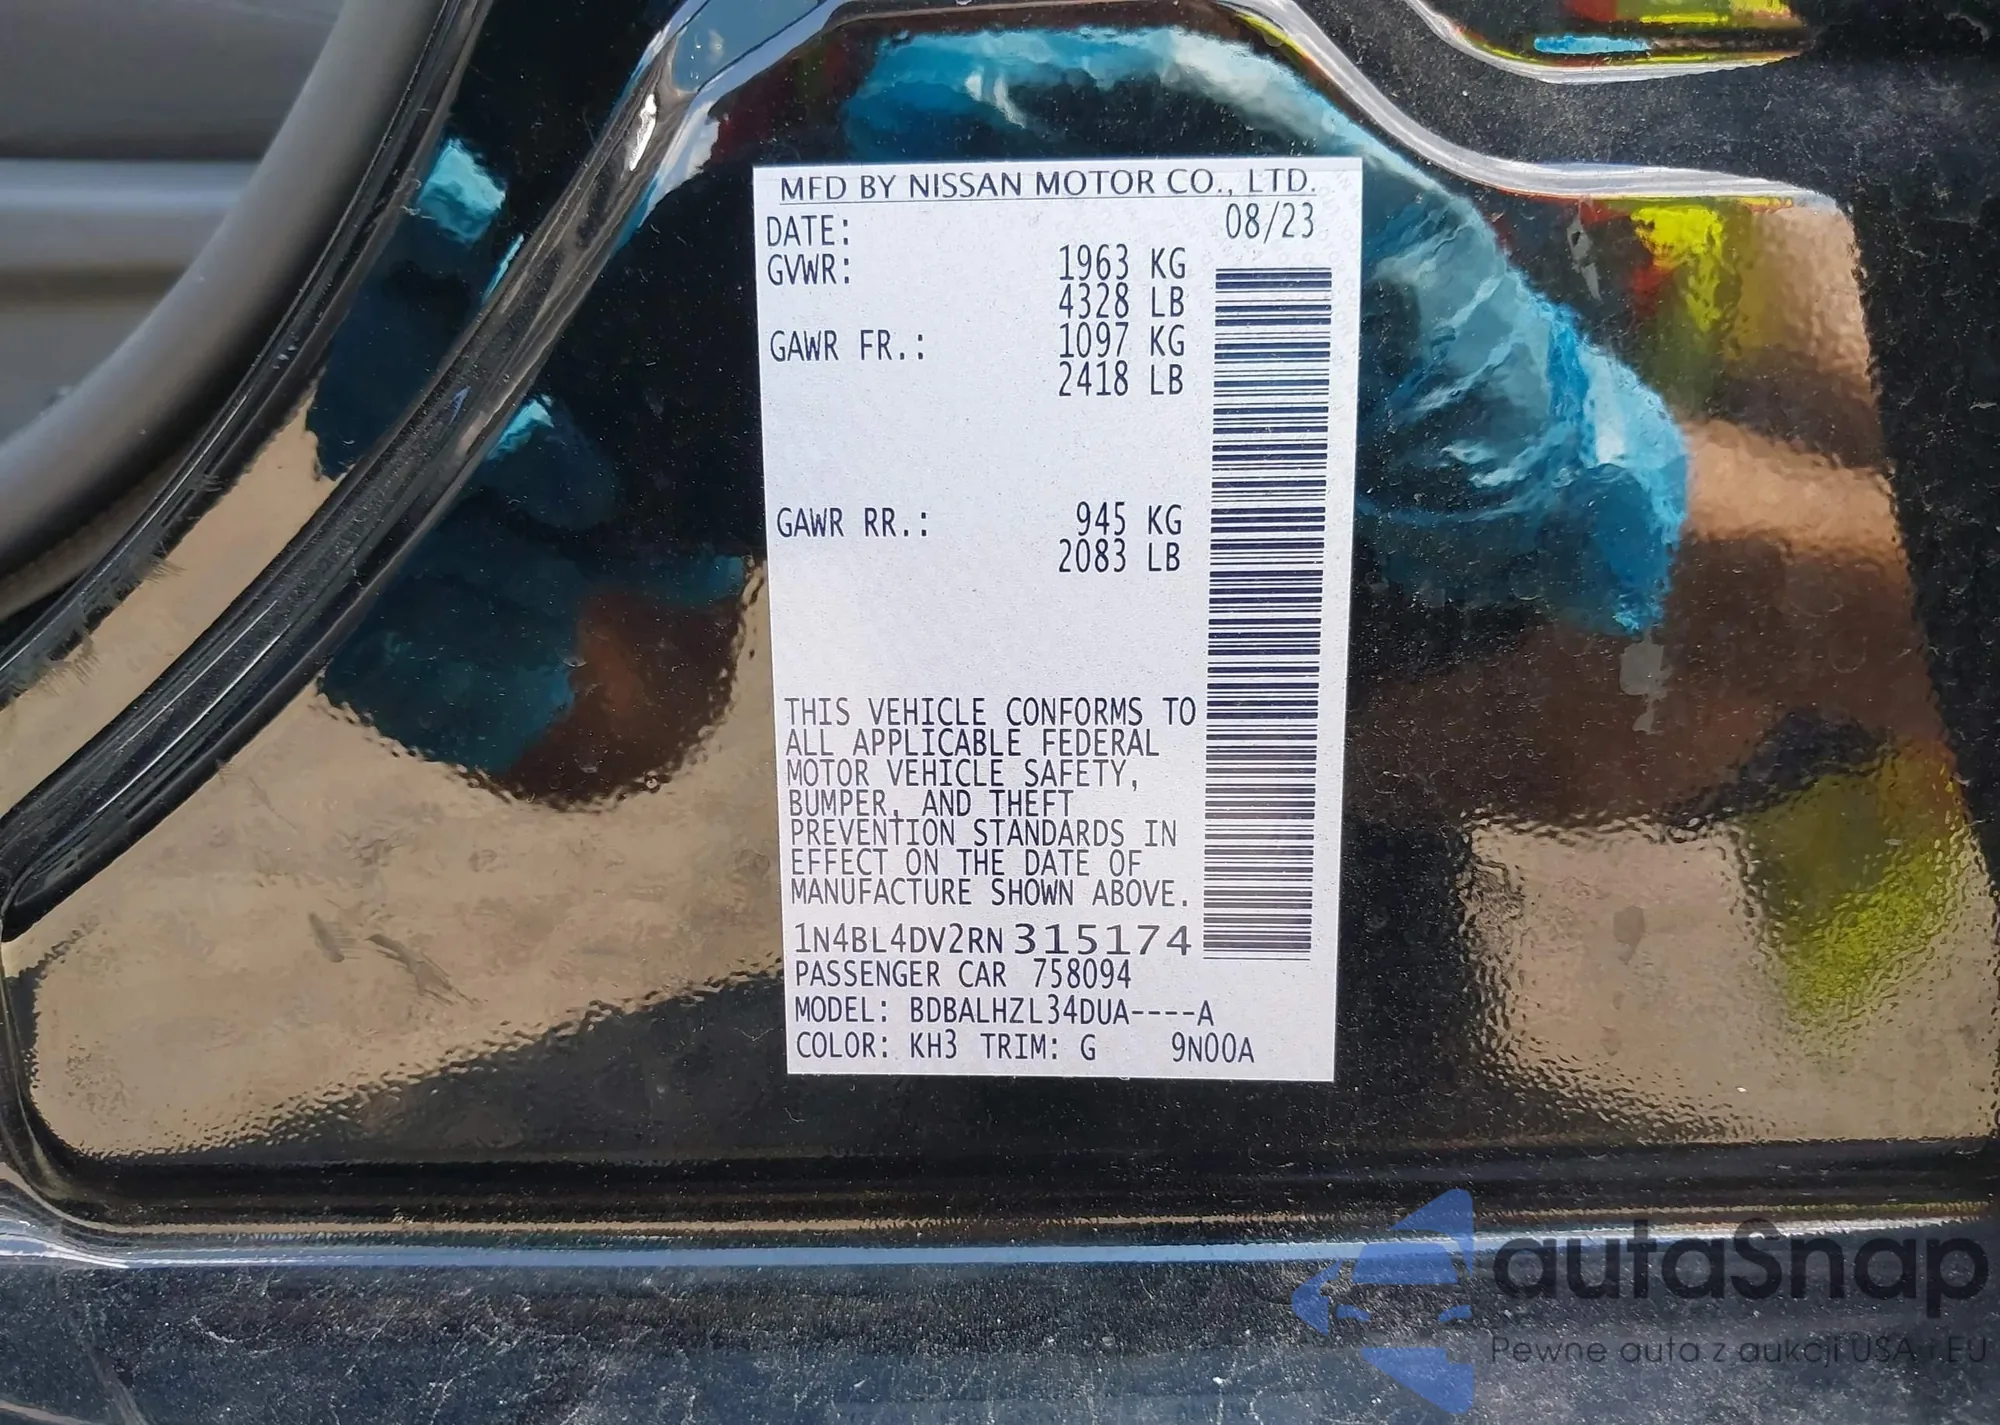 MFD BY NISSAN MOTOR CO., LTD.
DATE: 08/23
GVWR: 1963 KG
4328 LB
GAWR FR.: 1097 KG
2418 LB
GAWR RR.: 945 KG
2083 LB
THIS VEHICLE CONFORMS TO
ALL APPLICABLE FEDERAL
MOTOR VEHICLE SAFETY,
BUMPER, AND THEFT
PREVENTION STANDARDS IN
EFFECT ON THE DATE OF
MANUFACTURE SHOWN ABOVE.
1N4BL4DV2RN315174
PASSENGER CAR 758094
MODEL: BDBALHZL34DUA----A
COLOR: KH3 TRIM: G 9N00A
autaSnap
Pewne auta z aukcji USA i EU